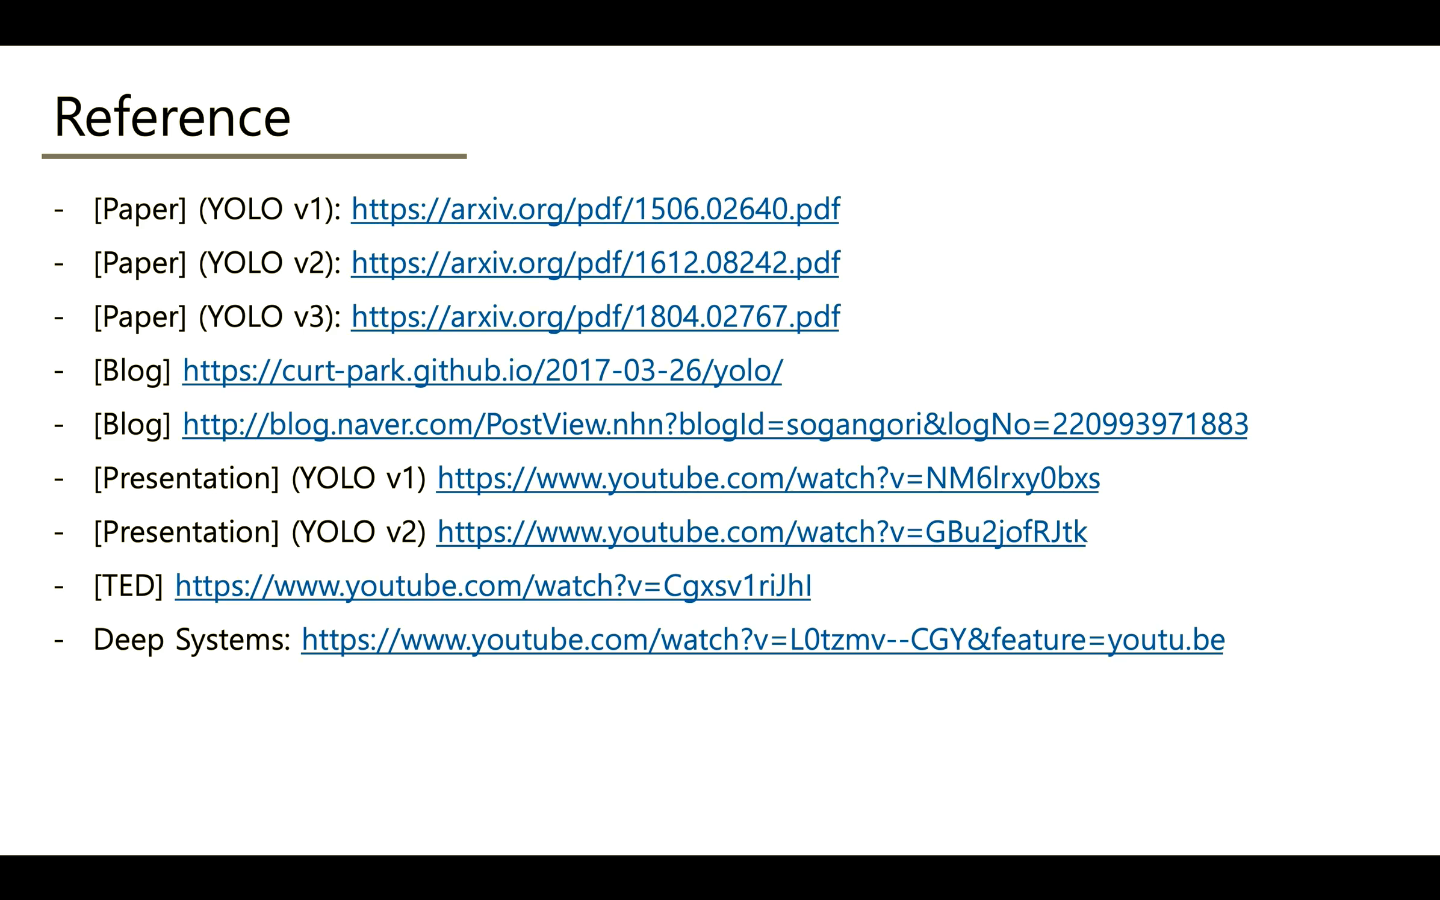 Reference
- [Paper] (YOLO v1): https://arxiv.org/pdf/1506.02640.pdf
- [Paper] (YOLO v2): https://arxiv.org/pdf/1612.08242.pdf
- [Paper] (YOLO v3): https://arxiv.org/pdf/1804.02767.pdf
- [Blog] https://curt-park.github.io/2017-03-26/yolo/
- [Blog] http://blog.naver.com/PostView.nhn?blogId=sogangori&logNo=220993971883
- [Presentation] (YOLO v1) https://www.youtube.com/watch?v=NM6lrxy0bxs
- [Presentation] (YOLO v2) https://www.youtube.com/watch?v=GBu2jofRJtk
- [TED] https://www.youtube.com/watch?v=Cgxsv1riJhI
- Deep Systems: https://www.youtube.com/watch?v=L0tzmv--CGY&feature=youtu.be